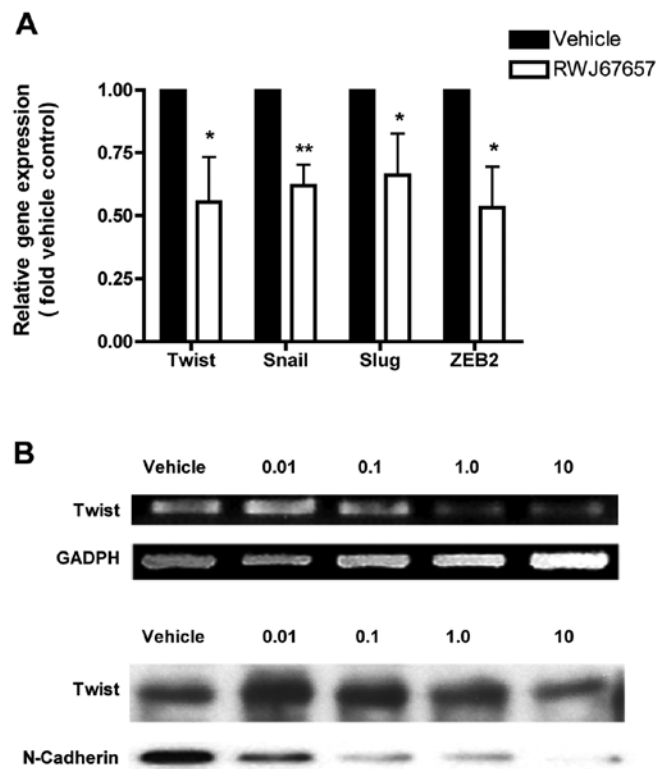 A
Vehicle
RWJ67657
Relative gene expression
( fold vehicle control)
1.00
0.75
0.50
0.25
0.00
*
**
*
*
Twist Snail Slug ZEB2
B
Vehicle 0.01 0.1 1.0 10
Twist
GADPH
Vehicle 0.01 0.1 1.0 10
Twist
N-Cadherin